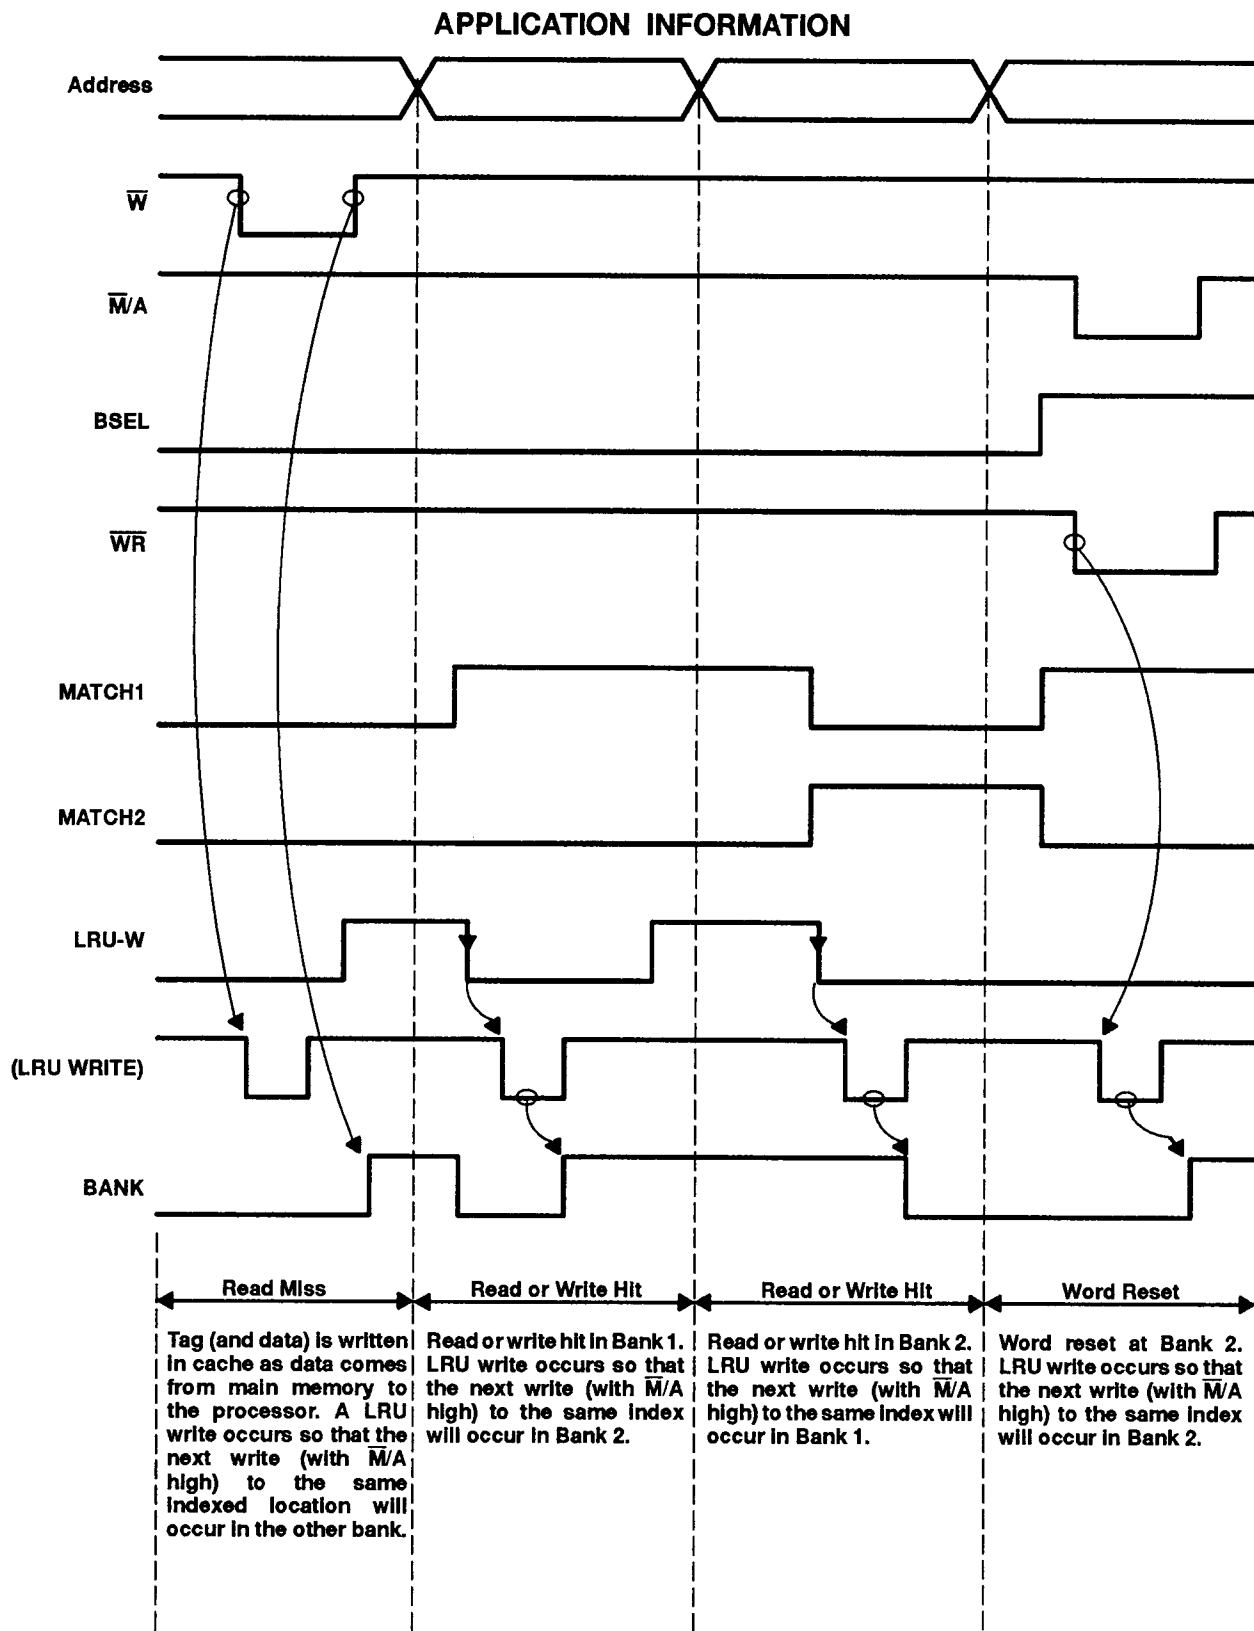 APPLICATION INFORMATION
Address
W̅
M̅/A
BSEL
W̅R̅
MATCH1
MATCH2
LRU-W
(LRU WRITE)
BANK
Read Miss
Read or Write Hit
Read or Write Hit
Word Reset
Tag (and data) is written
in cache as data comes
from main memory to
the processor. A LRU
write occurs so that the
next write (with M̅/A
high) to the same
indexed location will
occur in the other bank.
Read or write hit in Bank 1.
LRU write occurs so that
the next write (with M̅/A
high) to the same index
will occur in Bank 2.
Read or write hit in Bank 2.
LRU write occurs so that
the next write (with M̅/A
high) to the same index will
occur in Bank 1.
Word reset at Bank 2.
LRU write occurs so that
the next write (with M̅/A
high) to the same index
will occur in Bank 2.